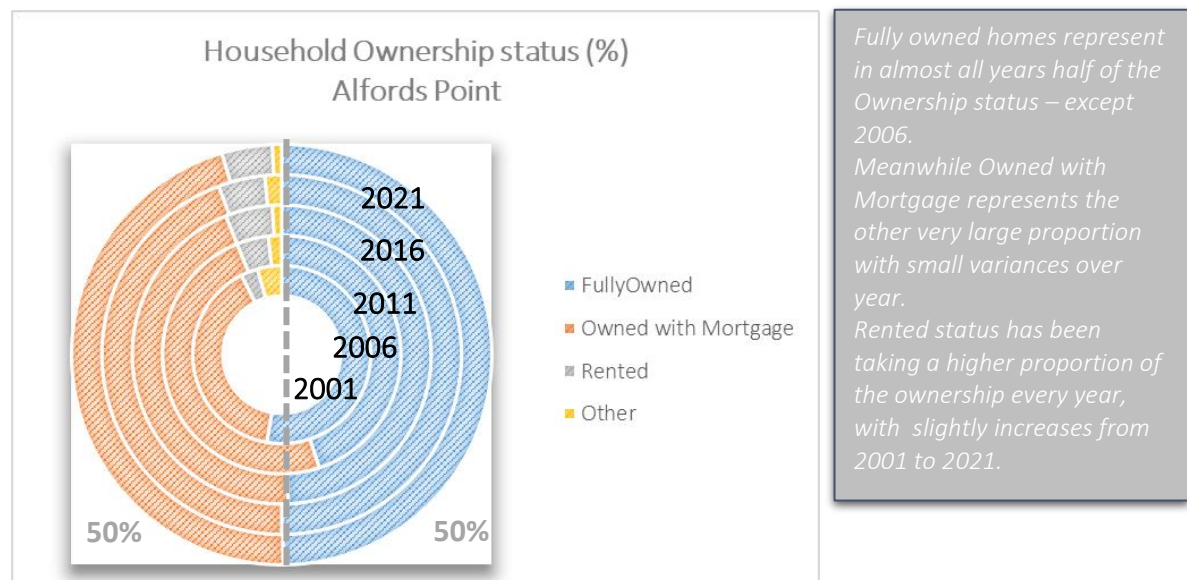 Household Ownership status (%)
Alfords Point
2021
2016
2011
2006
2001
50%
50%
FullyOwned
Owned with Mortgage
Rented
Other
Fully owned homes represent
in almost all years half of the
Ownership status – except
2006.
Meanwhile Owned with
Mortgage represents the
other very large proportion
with small variances over
year.
Rented status has been
taking a higher proportion of
the ownership every year,
with slightly increases from
2001 to 2021.